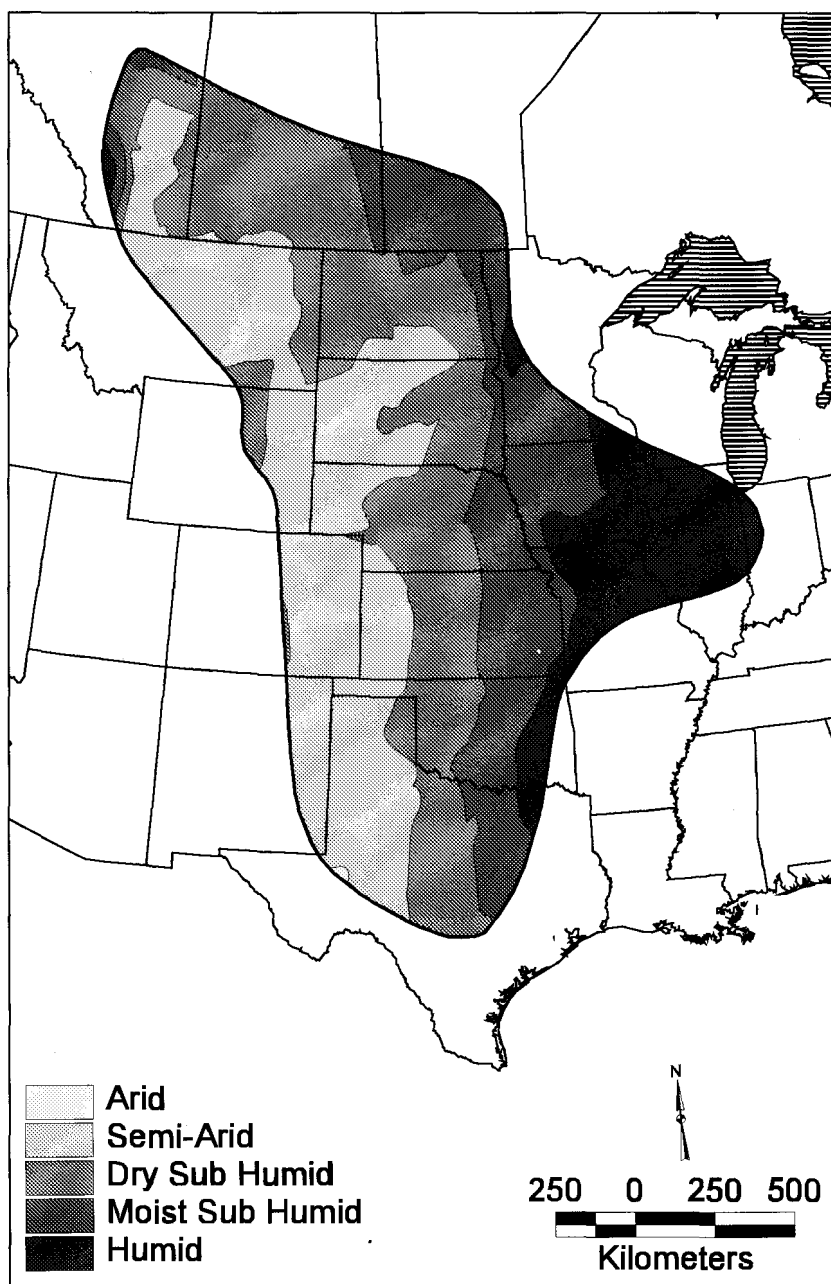 N
Arid
Semi-Arid
Dry Sub Humid
Moist Sub Humid
Humid
250 0 250 500
Kilometers